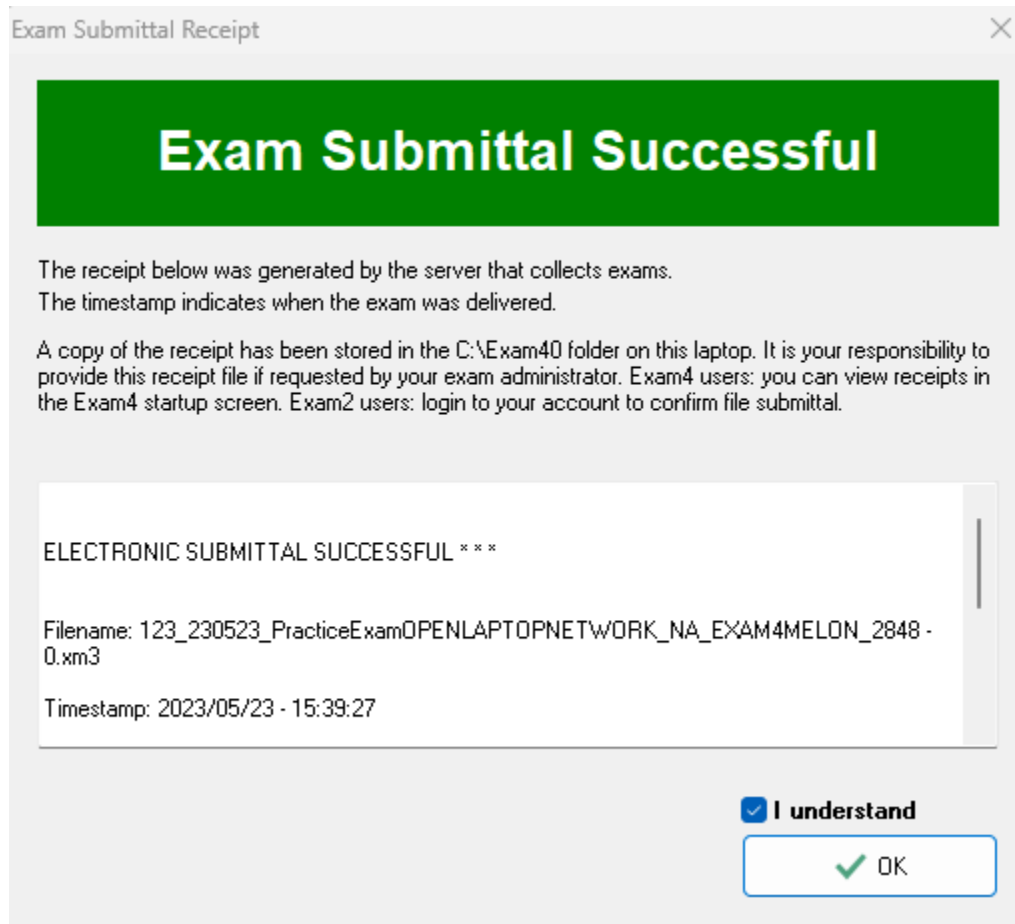 Exam Submittal Receipt
Exam Submittal Successful
The receipt below was generated by the server that collects exams.
The timestamp indicates when the exam was delivered.
A copy of the receipt has been stored in the C:\Exam40 folder on this laptop. It is your responsibility to
provide this receipt file if requested by your exam administrator. Exam4 users: you can view receipts in
the Exam4 startup screen. Exam2 users: login to your account to confirm file submittal.
ELECTRONIC SUBMITTAL SUCCESSFUL * * *
Filename: 123_230523_PracticeExamOPENLAPTOPNETWORK_NA_EXAM4MELON_2848 -
0.xm3
Timestamp: 2023/05/23 - 15:39:27
I understand
OK